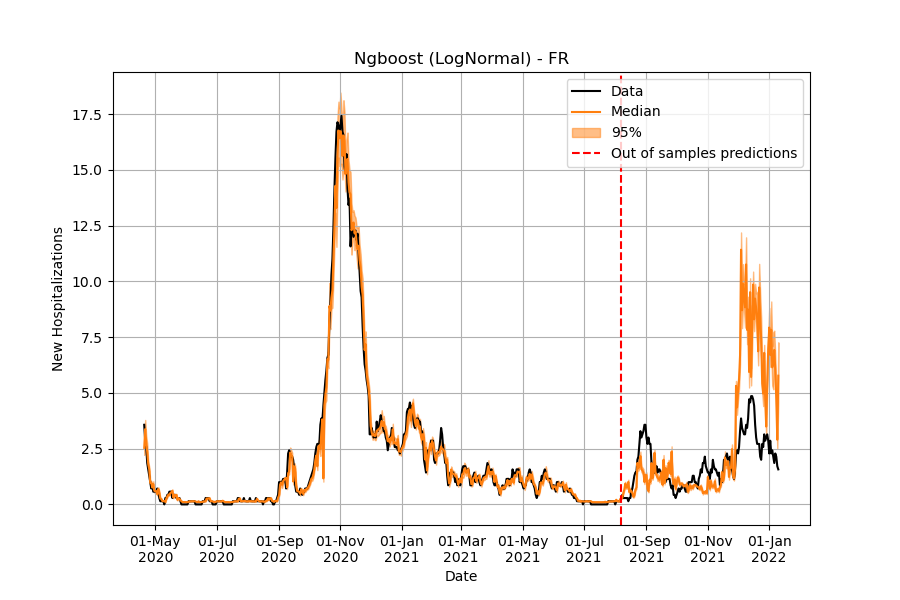 Ngboost (LogNormal) - FR
Data
Median
95%
Out of samples predictions
New Hospitalizations
17.5
15.0
12.5
10.0
7.5
5.0
2.5
0.0
01-May 01-Jul 01-Sep 01-Nov 01-Jan 01-Mar 01-May 01-Jul 01-Sep 01-Nov 01-Jan
2020 2020 2020 2020 2021 2021 2021 2021 2021 2021 2022
Date